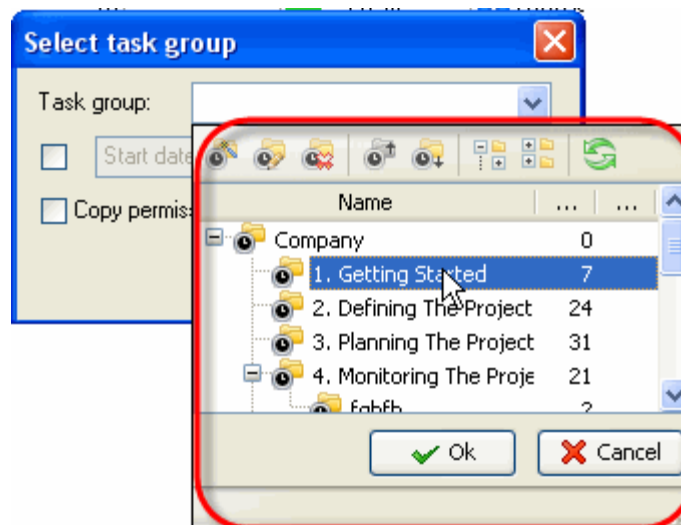 Select task group
Task group:
Start date
Copy permis
Name ... ...
Company 0
1. Getting Started 7
2. Defining The Project 24
3. Planning The Project 31
4. Monitoring The Proje 21
fgbfb 2
Ok Cancel